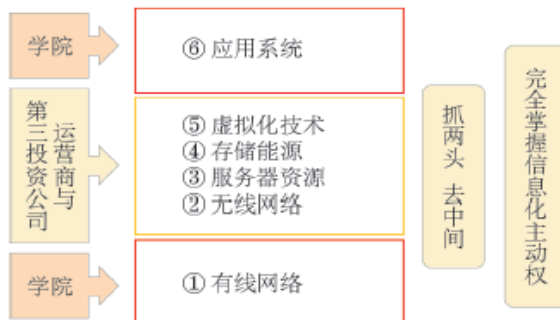 学院
⑥ 应用系统
运营商与
第三投资公司
⑤ 虚拟化技术
④ 存储能源
③ 服务器资源
② 无线网络
学院
① 有线网络
抓两头 去中间
完全掌握信息化主动权